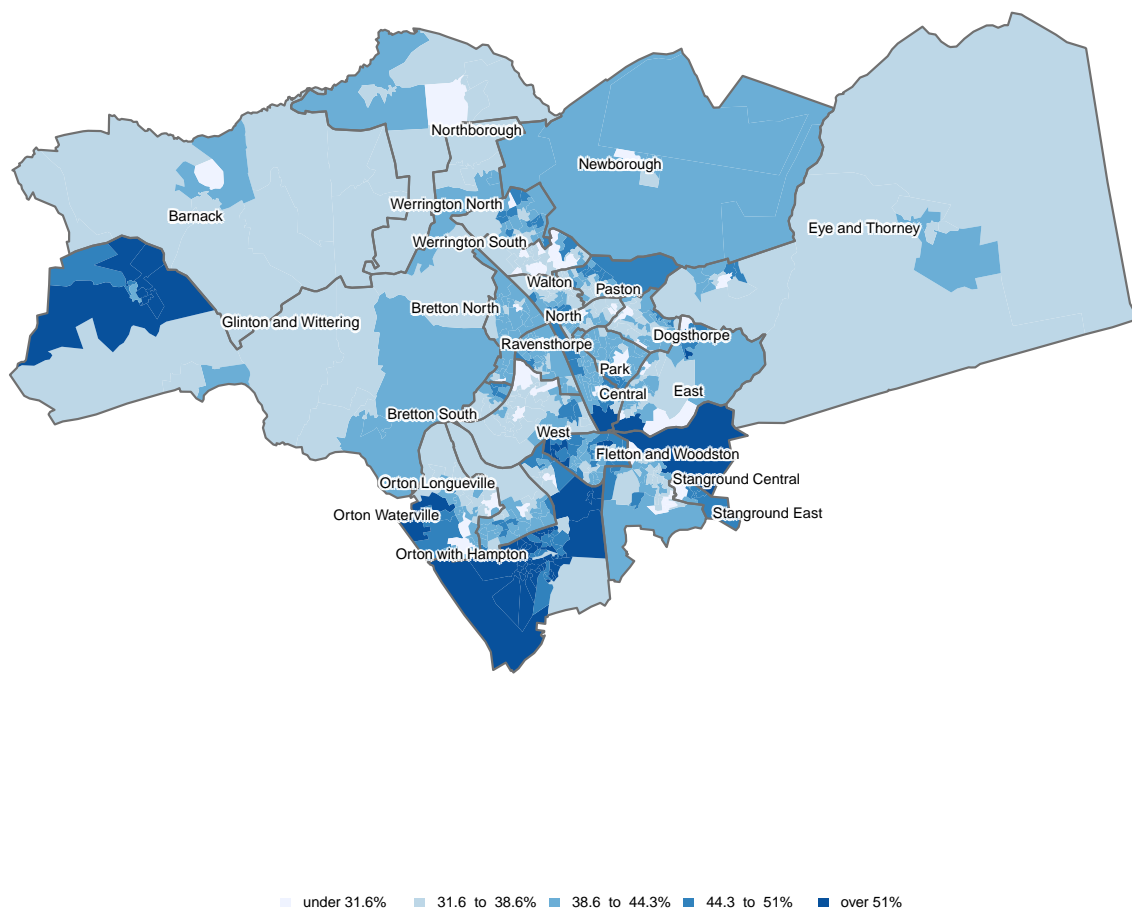 Northborough
Newborough
Werrington North
Barnack
Eye and Thorney
Werrington South
Walton
Paston
Bretton North
North
Glinton and Wittering
Dogsthorpe
Ravensthorpe
Park
East
Central
Bretton South
West
Fletton and Woodston
Stanground Central
Orton Longueville
Orton Waterville
Stanground East
Orton with Hampton
under 31.6% 31.6 to 38.6% 38.6 to 44.3% 44.3 to 51% over 51%